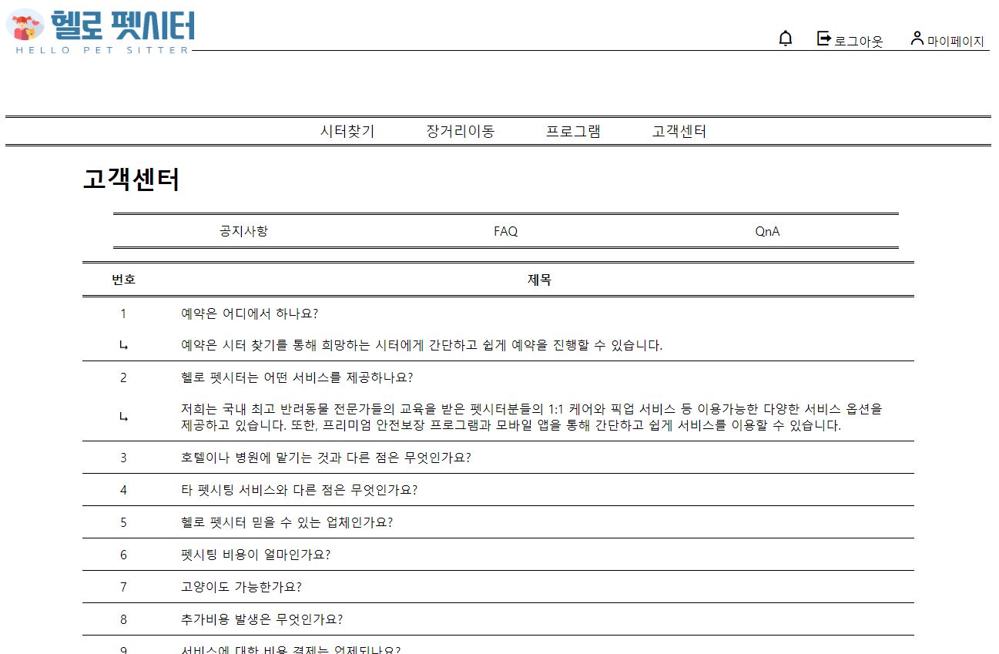 헬로 펫시터
HELLO PET SITTER
로그아웃 마이페이지
시터찾기 장거리이동 프로그램 고객센터
고객센터
공지사항 FAQ QnA
번호 제목
1 예약은 어디에서 하나요?
예약은 시터 찾기를 통해 희망하는 시터에게 간단하고 쉽게 예약을 진행할 수 있습니다.
2 헬로 펫시터는 어떤 서비스를 제공하나요?
저희는 국내 최고 반려동물 전문가들의 교육을 받은 펫시터분들의 1:1 케어와 픽업 서비스 등 이용가능한 다양한 서비스 옵션을
제공하고 있습니다. 또한, 프리미엄 안전보장 프로그램과 모바일 앱을 통해 간단하고 쉽게 서비스를 이용할 수 있습니다.
3 호텔이나 병원에 맡기는 것과 다른 점은 무엇인가요?
4 타 펫시팅 서비스와 다른 점은 무엇인가요?
5 헬로 펫시터 믿을 수 있는 업체인가요?
6 펫시팅 비용이 얼마인가요?
7 고양이도 가능한가요?
8 추가비용 발생은 무엇인가요?
9 서비스에 대한 비용 결제는 언제되나요?